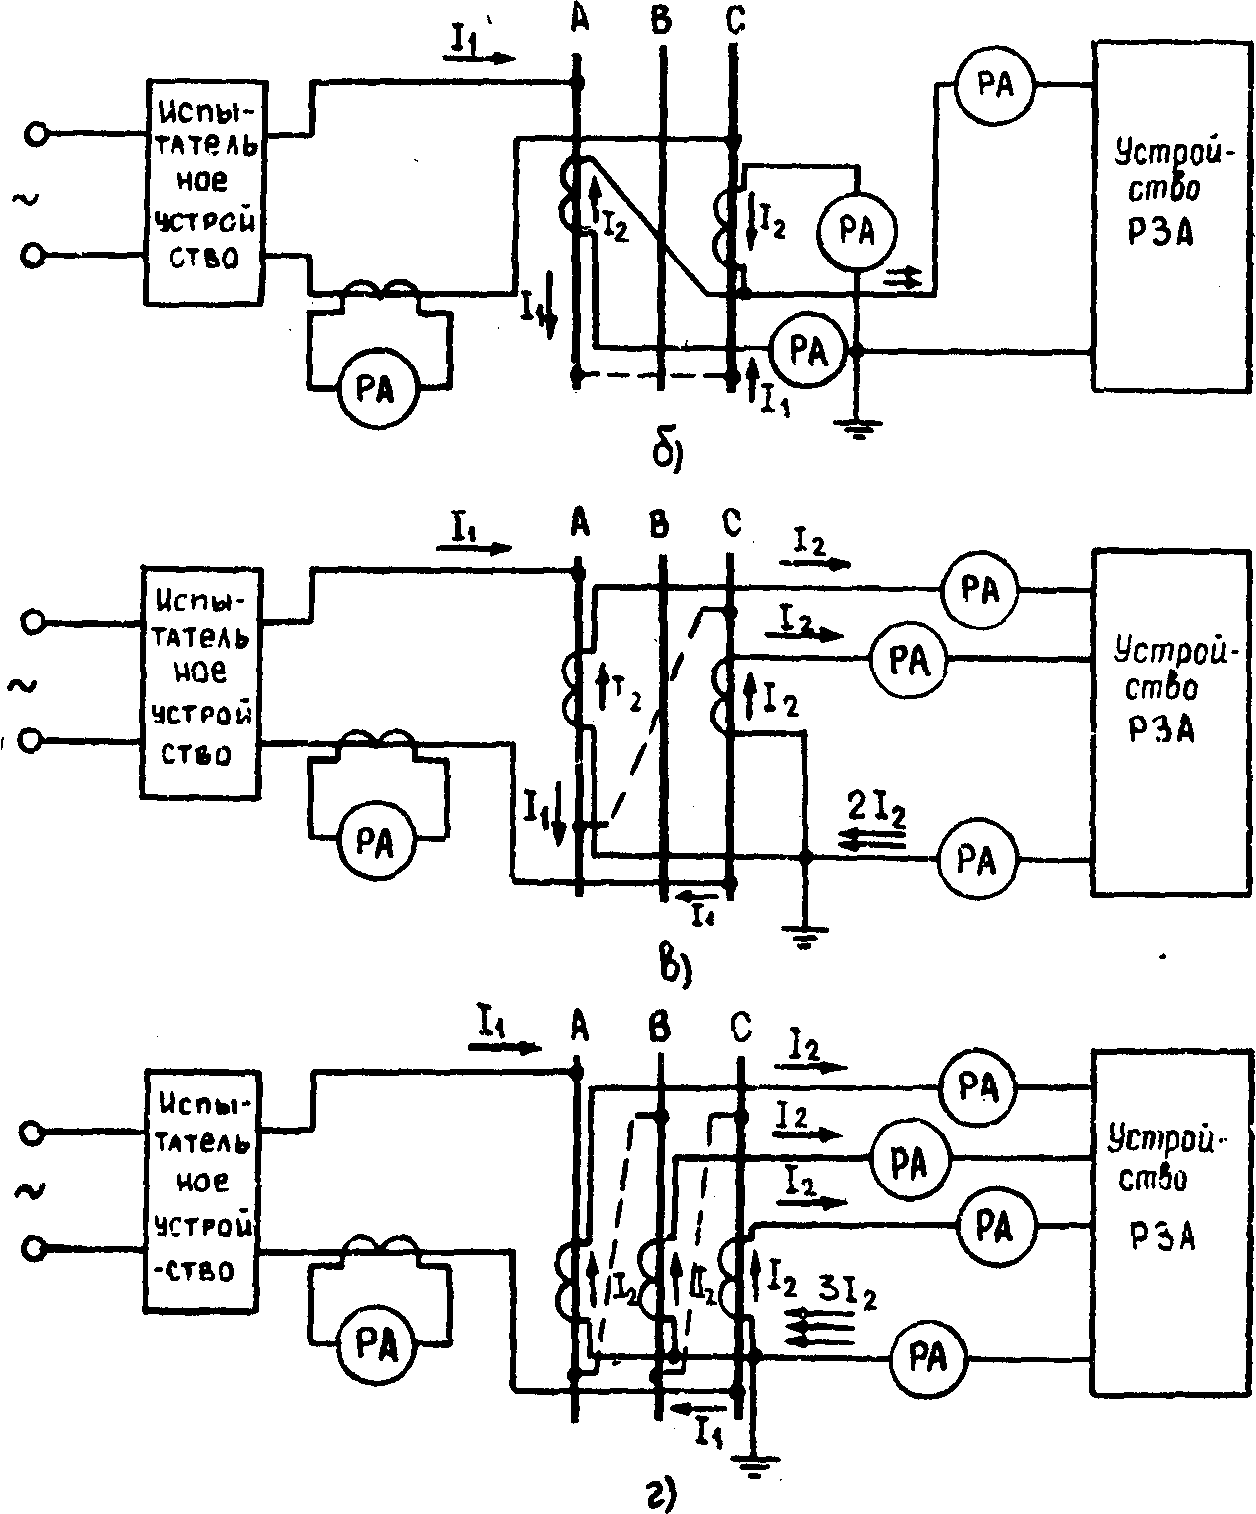 I₁
A B C
Испы-
татель
ное
устрой
ство
~
PA
I₁
I₂
I₂
I₁
PA
PA
PA
Устрой-
ство
РЗА
б)
I₁
A B C
Испы-
татель
ное
устрой
ство
~
PA
I₁
I₂
I₂
I₂
I₂
2I₂
I₁
PA
PA
PA
Устрой-
ство
РЗА
в)
I₁
A B C
Испы-
татель
ное
устрой
-ство
~
PA
I₂
I₂
I₂
I₂
I₂
I₂
3I₂
I₁
PA
PA
PA
PA
Устрой-
ство
РЗА
г)